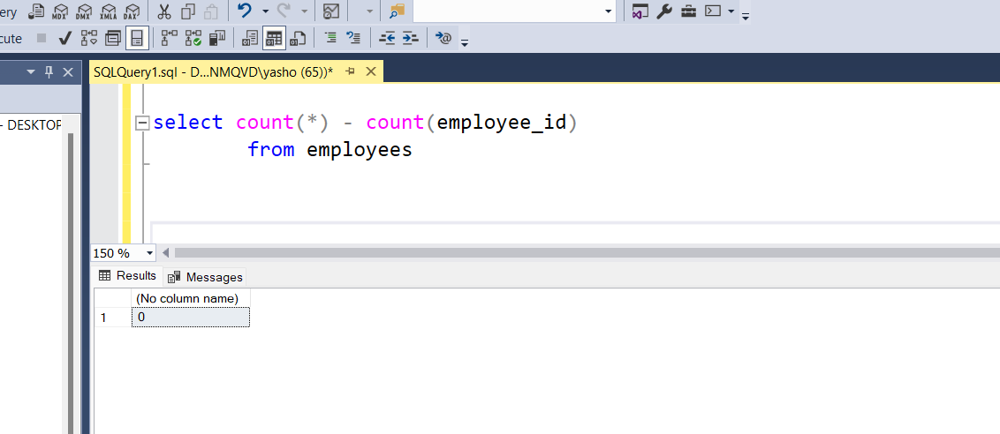 ery MDX DMX XMLA DAX
cute
SQLQuery1.sql - D...NMQVD\yasho (65))*
- DESKTOP
select count(*) - count(employee_id)
from employees
150 %
Results Messages
(No column name)
1 0